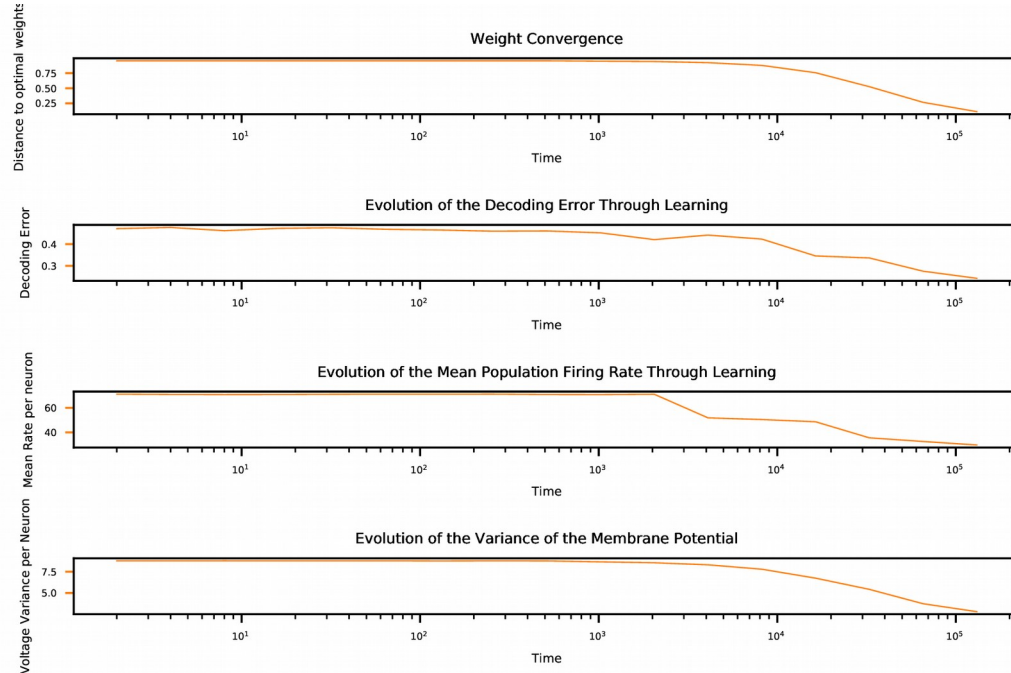 Weight Convergence
Distance to optimal weights
0.75
0.50
0.25
10¹ 10² 10³ 10⁴ 10⁵
Time
Evolution of the Decoding Error Through Learning
Decoding Error
0.4
0.3
10¹ 10² 10³ 10⁴ 10⁵
Time
Evolution of the Mean Population Firing Rate Through Learning
Mean Rate per neuron
60
40
10¹ 10² 10³ 10⁴ 10⁵
Time
Evolution of the Variance of the Membrane Potential
Voltage Variance per Neuron
7.5
5.0
10¹ 10² 10³ 10⁴ 10⁵
Time